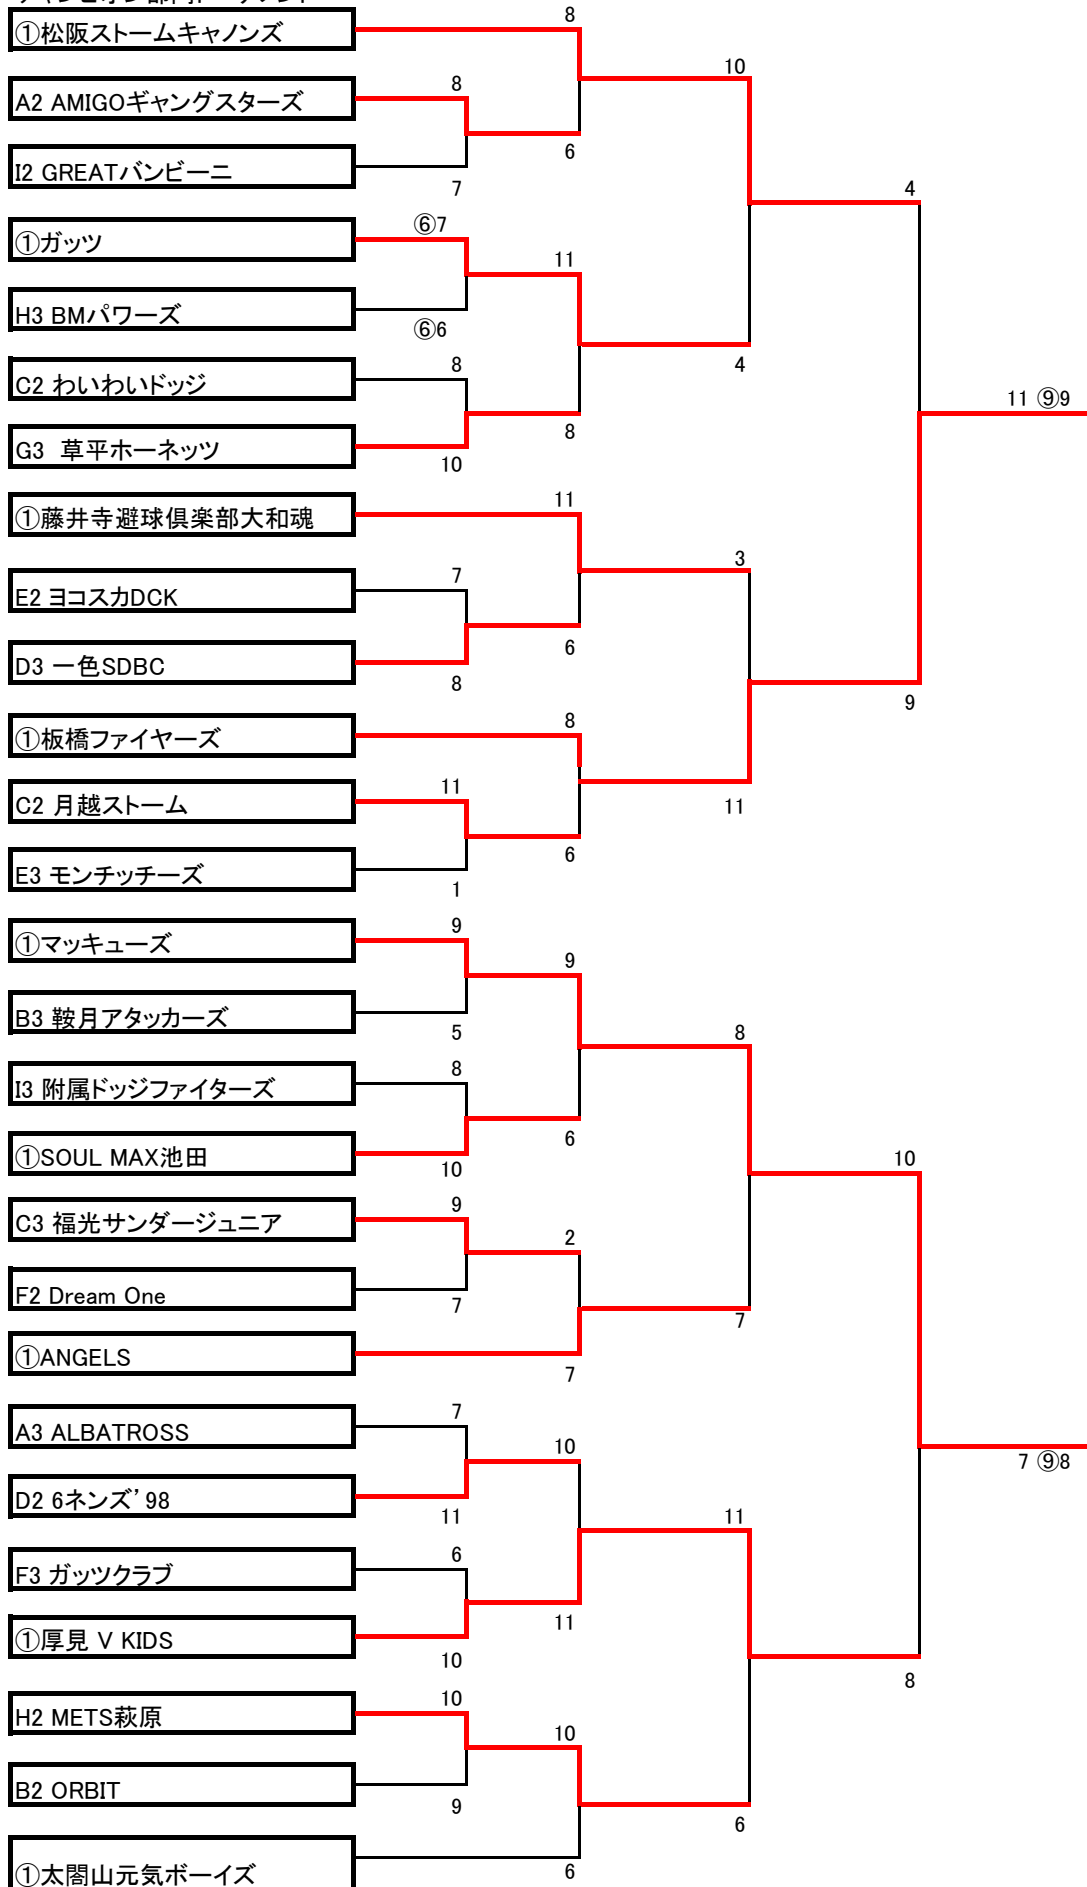 ①松阪ストームキャノンズ
8
10
A2 AMIGOギャングスターズ
8
6
I2 GREATバンビーニ
7
4
①ガッツ
⑥7
11
H3 BMパワーズ
⑥6
4
C2 わいわいドッジ
8
11 ⑨9
8
G3 草平ホーネッツ
10
①藤井寺避球倶楽部大和魂
11
3
E2 ヨコスカDCK
7
6
D3 一色SDBC
8
9
①板橋ファイヤーズ
8
C2 月越ストーム
11
11
6
E3 モンチッチーズ
1
①マッキューズ
9
9
B3 鞍月アタッカーズ
5
8
I3 附属ドッジファイターズ
8
6
①SOUL MAX池田
10
10
C3 福光サンダージュニア
9
2
F2 Dream One
7
7
①ANGELS
7
A3 ALBATROSS
7
10
7 ⑨8
D2 6ネンズ’98
11
11
F3 ガッツクラブ
6
11
①厚見 V KIDS
10
8
H2 METS萩原
10
10
B2 ORBIT
9
6
①太閤山元気ボーイズ
6